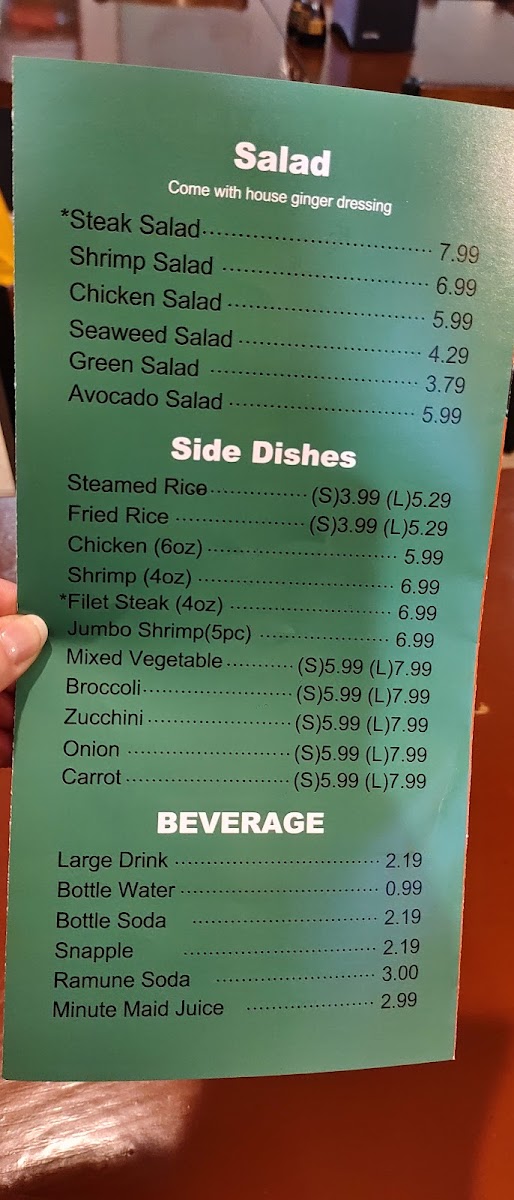 Salad
Come with house ginger dressing
*Steak Salad.................................... 7.99
Shrimp Salad .................................... 6.99
Chicken Salad .................................... 5.99
Seaweed Salad .................................... 4.29
Green Salad .................................... 3.79
Avocado Salad .................................... 5.99
Side Dishes
Steamed Rice................ (S)3.99 (L)5.29
Fried Rice ...................... (S)3.99 (L)5.29
Chicken (6oz) .................................... 5.99
Shrimp (4oz) .................................... 6.99
*Filet Steak (4oz) .............................. 6.99
Jumbo Shrimp(5pc) ........................ 6.99
Mixed Vegetable........... (S)5.99 (L)7.99
Broccoli......................... (S)5.99 (L)7.99
Zucchini ........................ (S)5.99 (L)7.99
Onion ........................... (S)5.99 (L)7.99
Carrot ........................... (S)5.99 (L)7.99
BEVERAGE
Large Drink .................................... 2.19
Bottle Water .................................... 0.99
Bottle Soda .................................... 2.19
Snapple .................................... 2.19
Ramune Soda ............................ 3.00
Minute Maid Juice ...................... 2.99